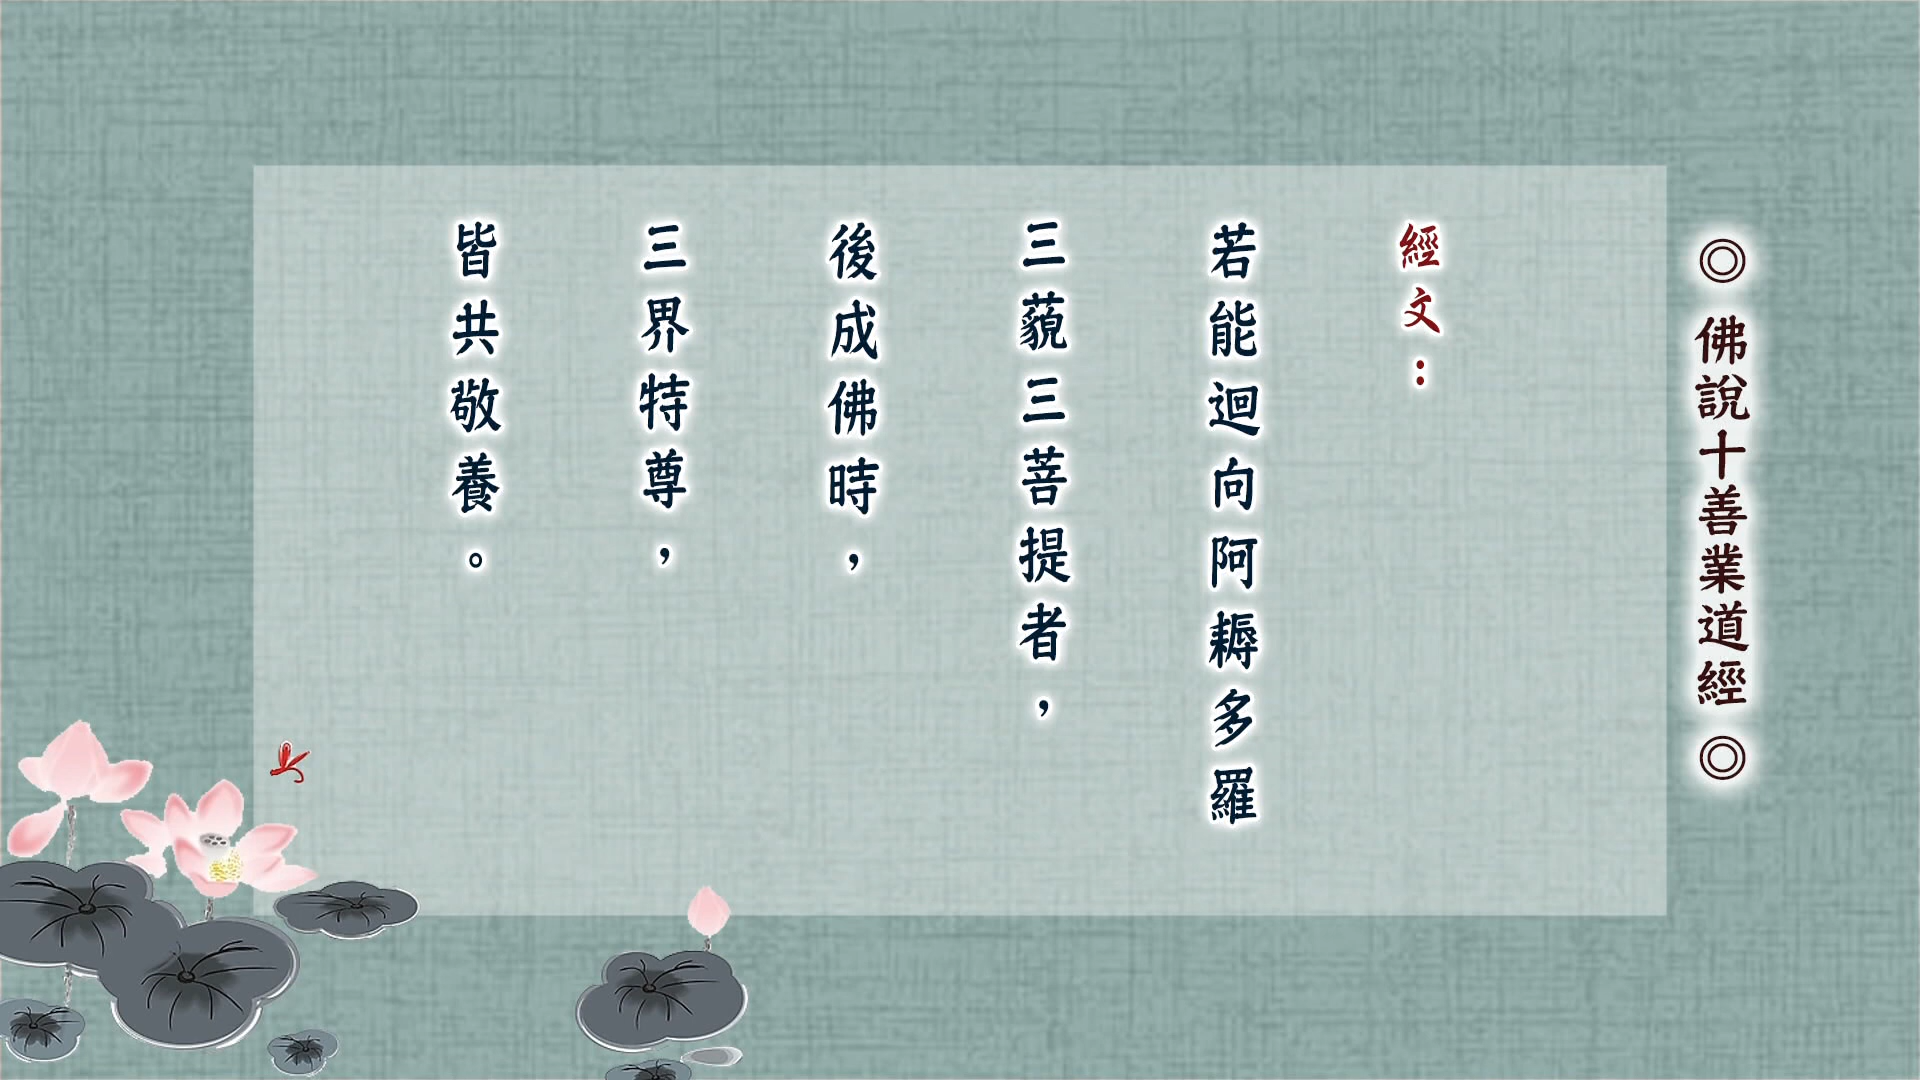 ◎ 佛說十善業道經 ◎
經文：
若能迴向阿耨多羅
三藐三菩提者，
後成佛時，
三界特尊，
皆共敬養。